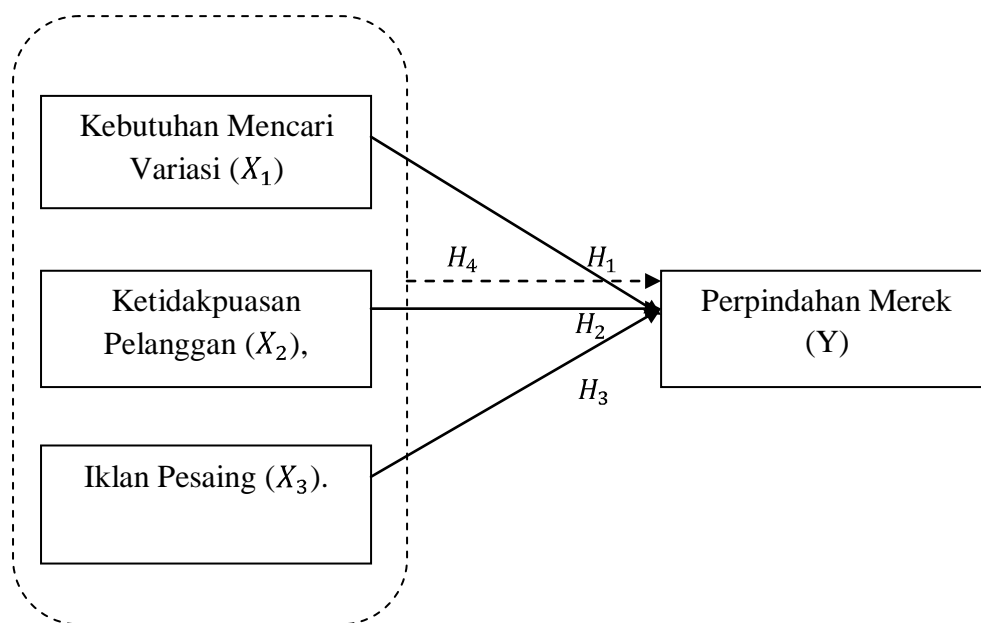 Kebutuhan Mencari
Variasi (𝑋₁)
𝐻₄
𝐻₁
Ketidakpuasan
Pelanggan (𝑋₂),
𝐻₂
Perpindahan Merek
(Y)
𝐻₃
Iklan Pesaing (𝑋₃).